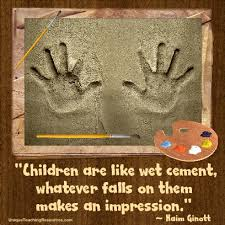 "Children are like wet cement,
whatever falls on them
makes an impression."
~ Haim Ginott
UniqueTeachingResources.com